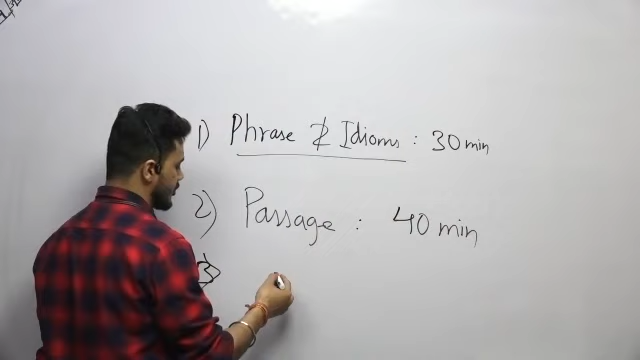 1) Phrase & Idioms : 30 min
2) Passage : 40 min
3)